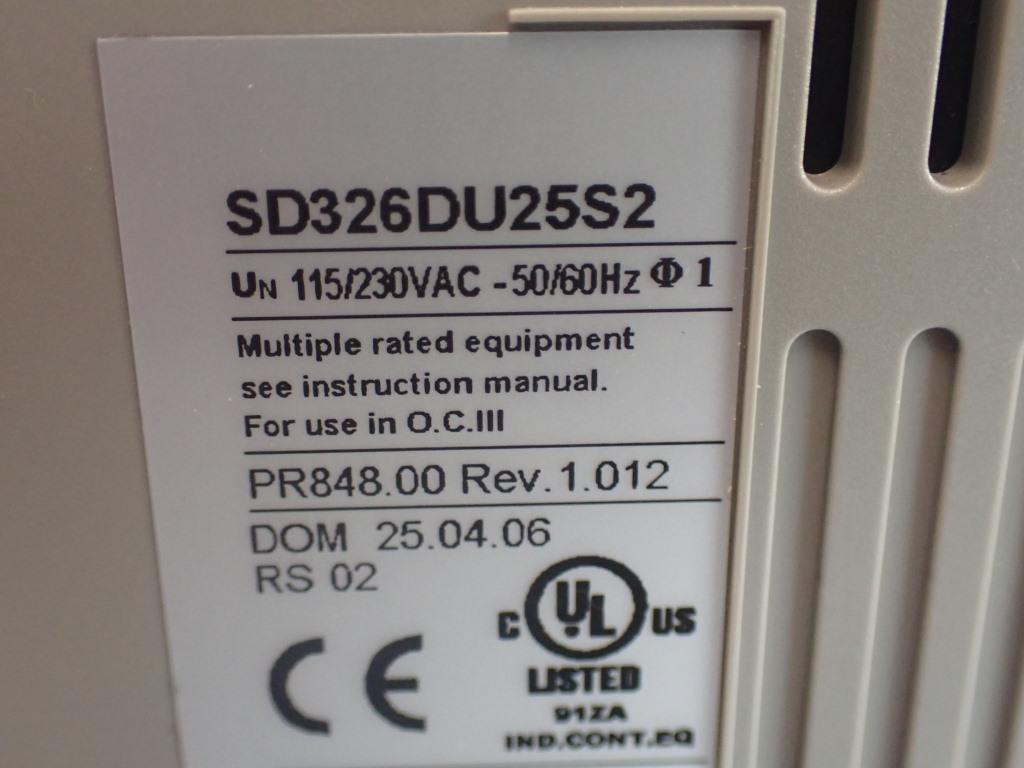 SD326DU25S2
UN 115/230VAC - 50/60Hz Φ 1
Multiple rated equipment
see instruction manual.
For use in O.C.III
PR848.00 Rev.1.012
DOM 25.04.06
RS 02
CE
C UL US
LISTED
91ZA
IND.CONT.EQ